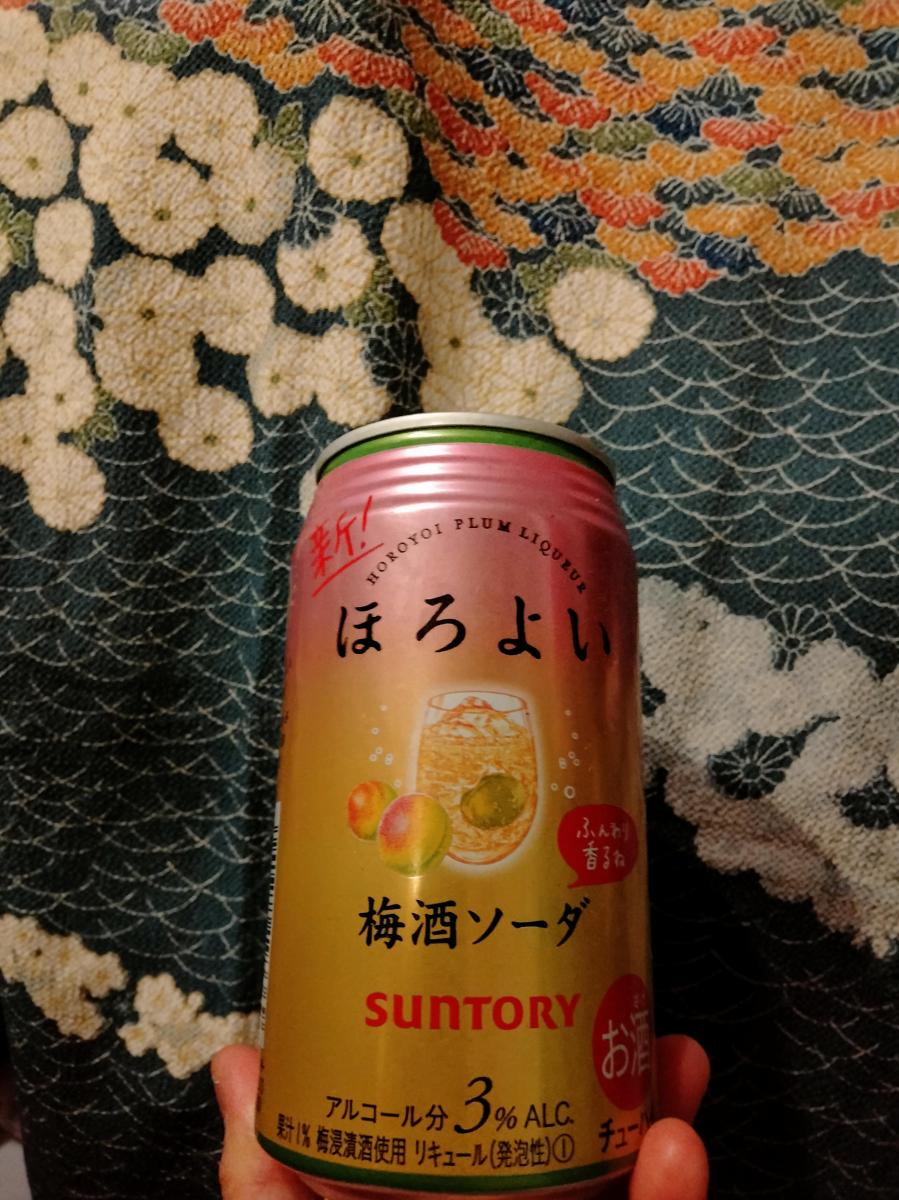 新!
HOROYOI PLUM LIQUEUR
ほろよい
ふんわり
香るね
梅酒ソーダ
SUNTORY
お酒
アルコール分3%ALC.
果汁1% 梅浸漬酒使用 リキュール(発泡性)①